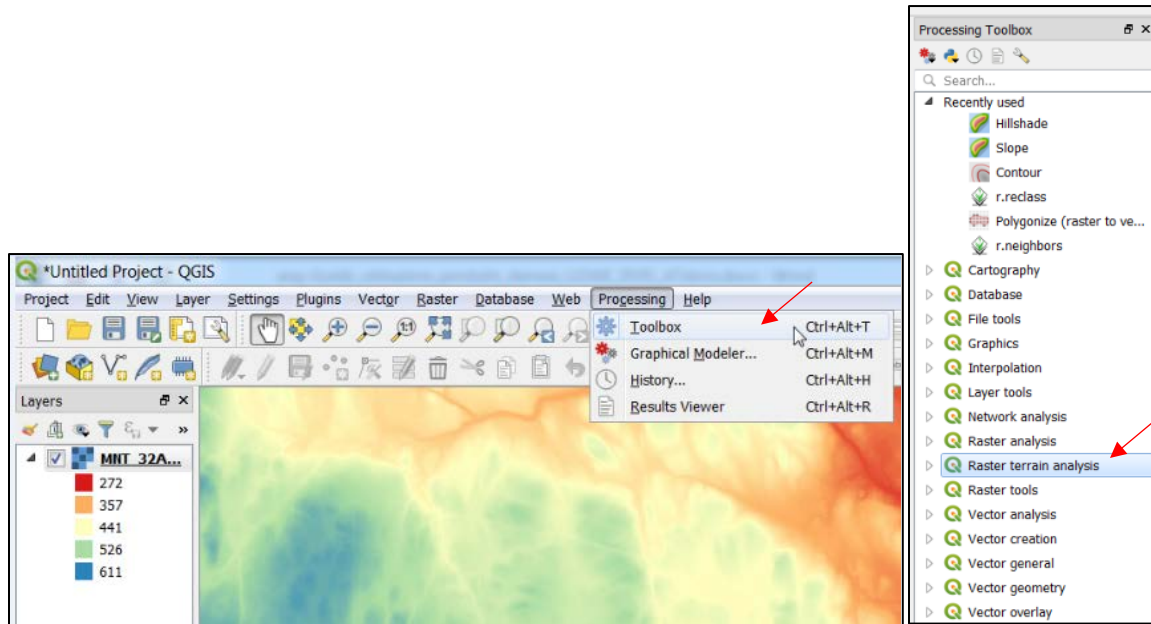 *Untitled Project - QGIS
Project Edit View Layer Settings Plugins Vector Raster Database Web Processing Help
Toolbox Ctrl+Alt+T
Graphical Modeler... Ctrl+Alt+M
History... Ctrl+Alt+H
Results Viewer Ctrl+Alt+R
Layers
MNT_32A...
272
357
441
526
611
Processing Toolbox
Search...
Recently used
Hillshade
Slope
Contour
r.reclass
Polygonize (raster to ve...
r.neighbors
Cartography
Database
File tools
Graphics
Interpolation
Layer tools
Network analysis
Raster analysis
Raster terrain analysis
Raster tools
Vector analysis
Vector creation
Vector general
Vector geometry
Vector overlay